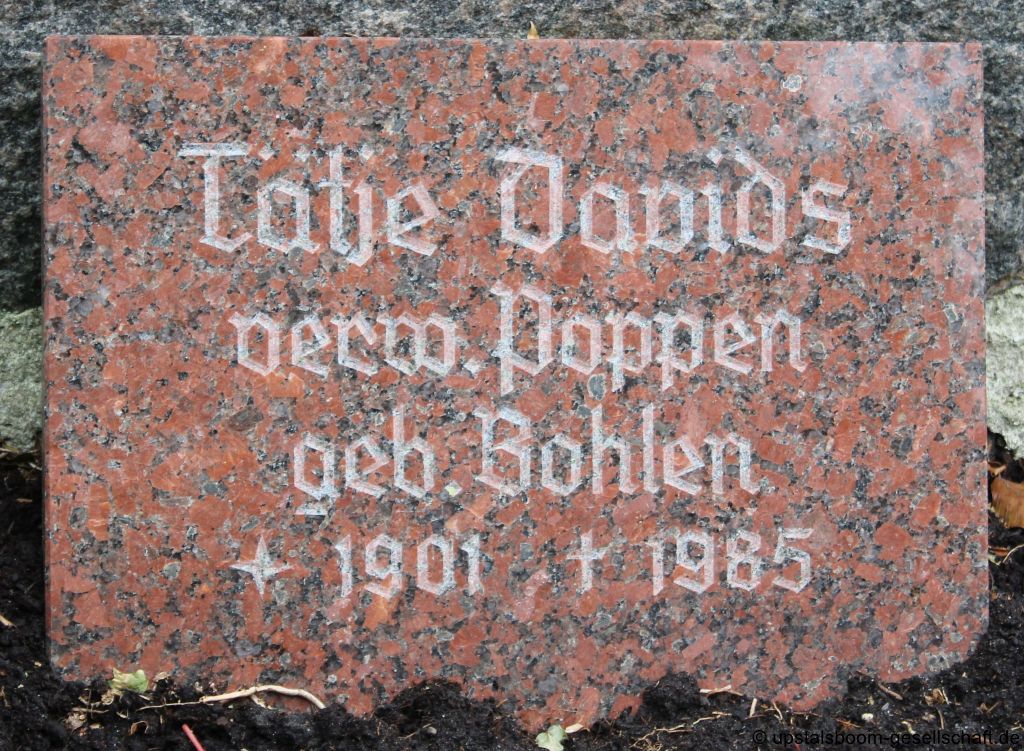 Tätje Davids
verw. Poppen
geb Bohlen
✧ 1901 † 1985
© upstalsboom-gesellschaft.de